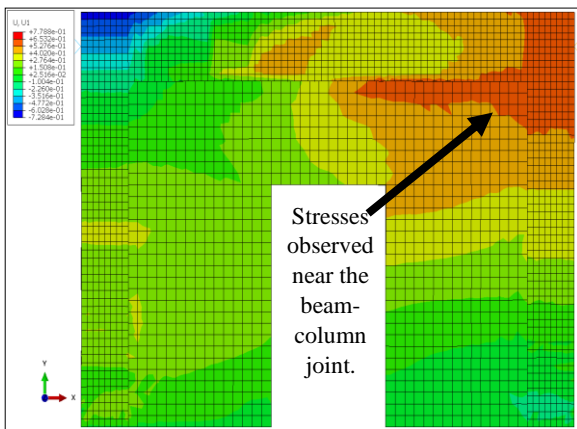 U, U1
+7.788e-01
+6.532e-01
+5.276e-01
+4.020e-01
+2.764e-01
+1.508e-01
+2.516e-02
-1.004e-01
-2.260e-01
-3.516e-01
-4.772e-01
-6.028e-01
-7.284e-01
Stresses
observed
near the
beam-
column
joint.
Y
X